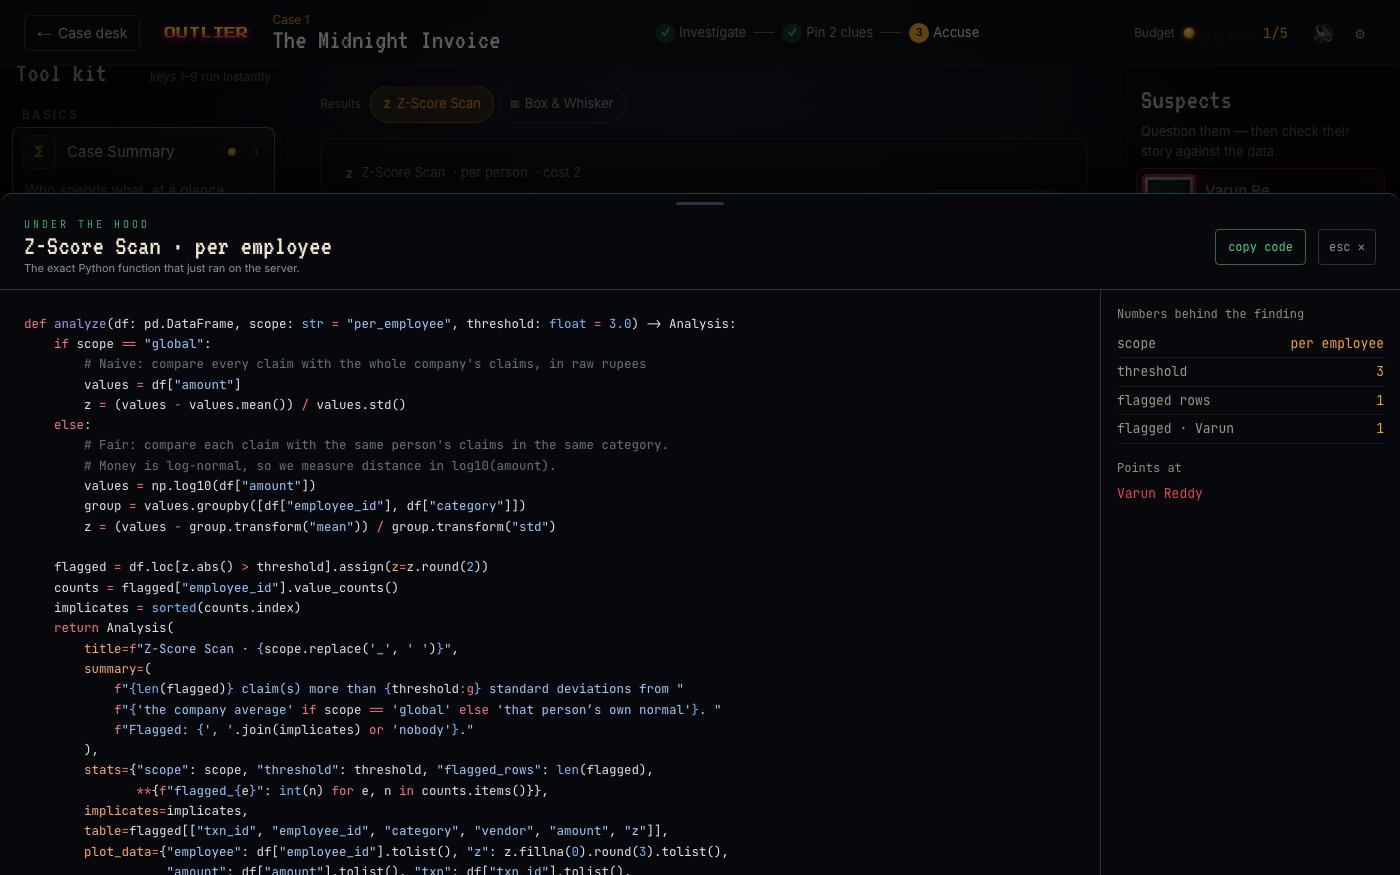 ← Case desk
OUTLIER
Case 1
The Midnight Invoice
✓ Investigate
✓ Pin 2 clues
3 Accuse
Budget
1/5
Tool kit
keys 1–9 run instantly
BASICS
Σ Case Summary 1
Who spends what, at a glance
Results
z Z-Score Scan
Box & Whisker
z Z-Score Scan · per person · cost 2
Suspects
Question them — then check their
story against the data.
Varun Re
UNDER THE HOOD
Z-Score Scan · per employee
The exact Python function that just ran on the server.
copy code
esc ×
def analyze(df: pd.DataFrame, scope: str = "per_employee", threshold: float = 3.0) -> Analysis:
    if scope == "global":
        # Naive: compare every claim with the whole company's claims, in raw rupees
        values = df["amount"]
        z = (values - values.mean()) / values.std()
    else:
        # Fair: compare each claim with the same person's claims in the same category.
        # Money is log-normal, so we measure distance in log10(amount).
        values = np.log10(df["amount"])
        group = values.groupby([df["employee_id"], df["category"]])
        z = (values - group.transform("mean")) / group.transform("std")
    flagged = df.loc[z.abs() > threshold].assign(z=z.round(2))
    counts = flagged["employee_id"].value_counts()
    implicates = sorted(counts.index)
    return Analysis(
        title=f"Z-Score Scan · {scope.replace('_', ' ')}",
        summary=(
            f"{len(flagged)} claim(s) more than {threshold:g} standard deviations from "
            f"{'the company average' if scope == 'global' else 'that person’s own normal'}. "
            f"Flagged: {', '.join(implicates) or 'nobody'}."
        ),
        stats={"scope": scope, "threshold": threshold, "flagged_rows": len(flagged),
               **{f"flagged_{e}": int(n) for e, n in counts.items()}},
        implicates=implicates,
        table=flagged[["txn_id", "employee_id", "category", "vendor", "amount", "z"]],
        plot_data={"employee": df["employee_id"].tolist(), "z": z.fillna(0).round(3).tolist(),
                   "amount": df["amount"].tolist(), "txn": df["txn_id"].tolist(),
Numbers behind the finding
scope per employee
threshold 3
flagged rows 1
flagged · Varun 1
Points at
Varun Reddy